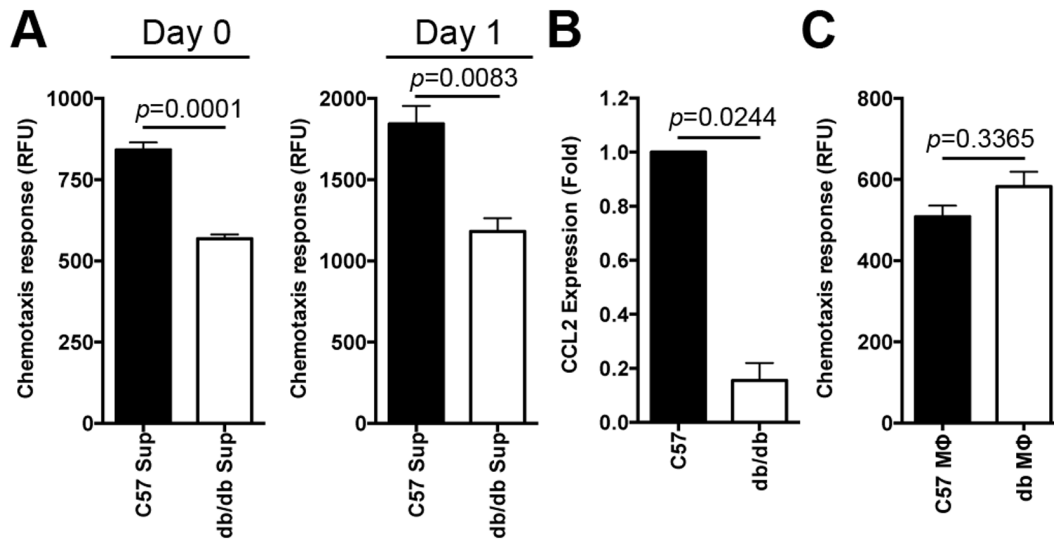 A
Day 0
p=0.0001
Chemotaxis response (RFU)
1000
750
500
250
0
C57 Sup
db/db Sup
Day 1
p=0.0083
Chemotaxis response (RFU)
2000
1500
1000
500
0
C57 Sup
db/db Sup
B
p=0.0244
CCL2 Expression (Fold)
1.2
1.0
0.8
0.6
0.4
0.2
0.0
C57
db/db
C
p=0.3365
Chemotaxis response (RFU)
800
600
400
200
0
C57 MΦ
db MΦ